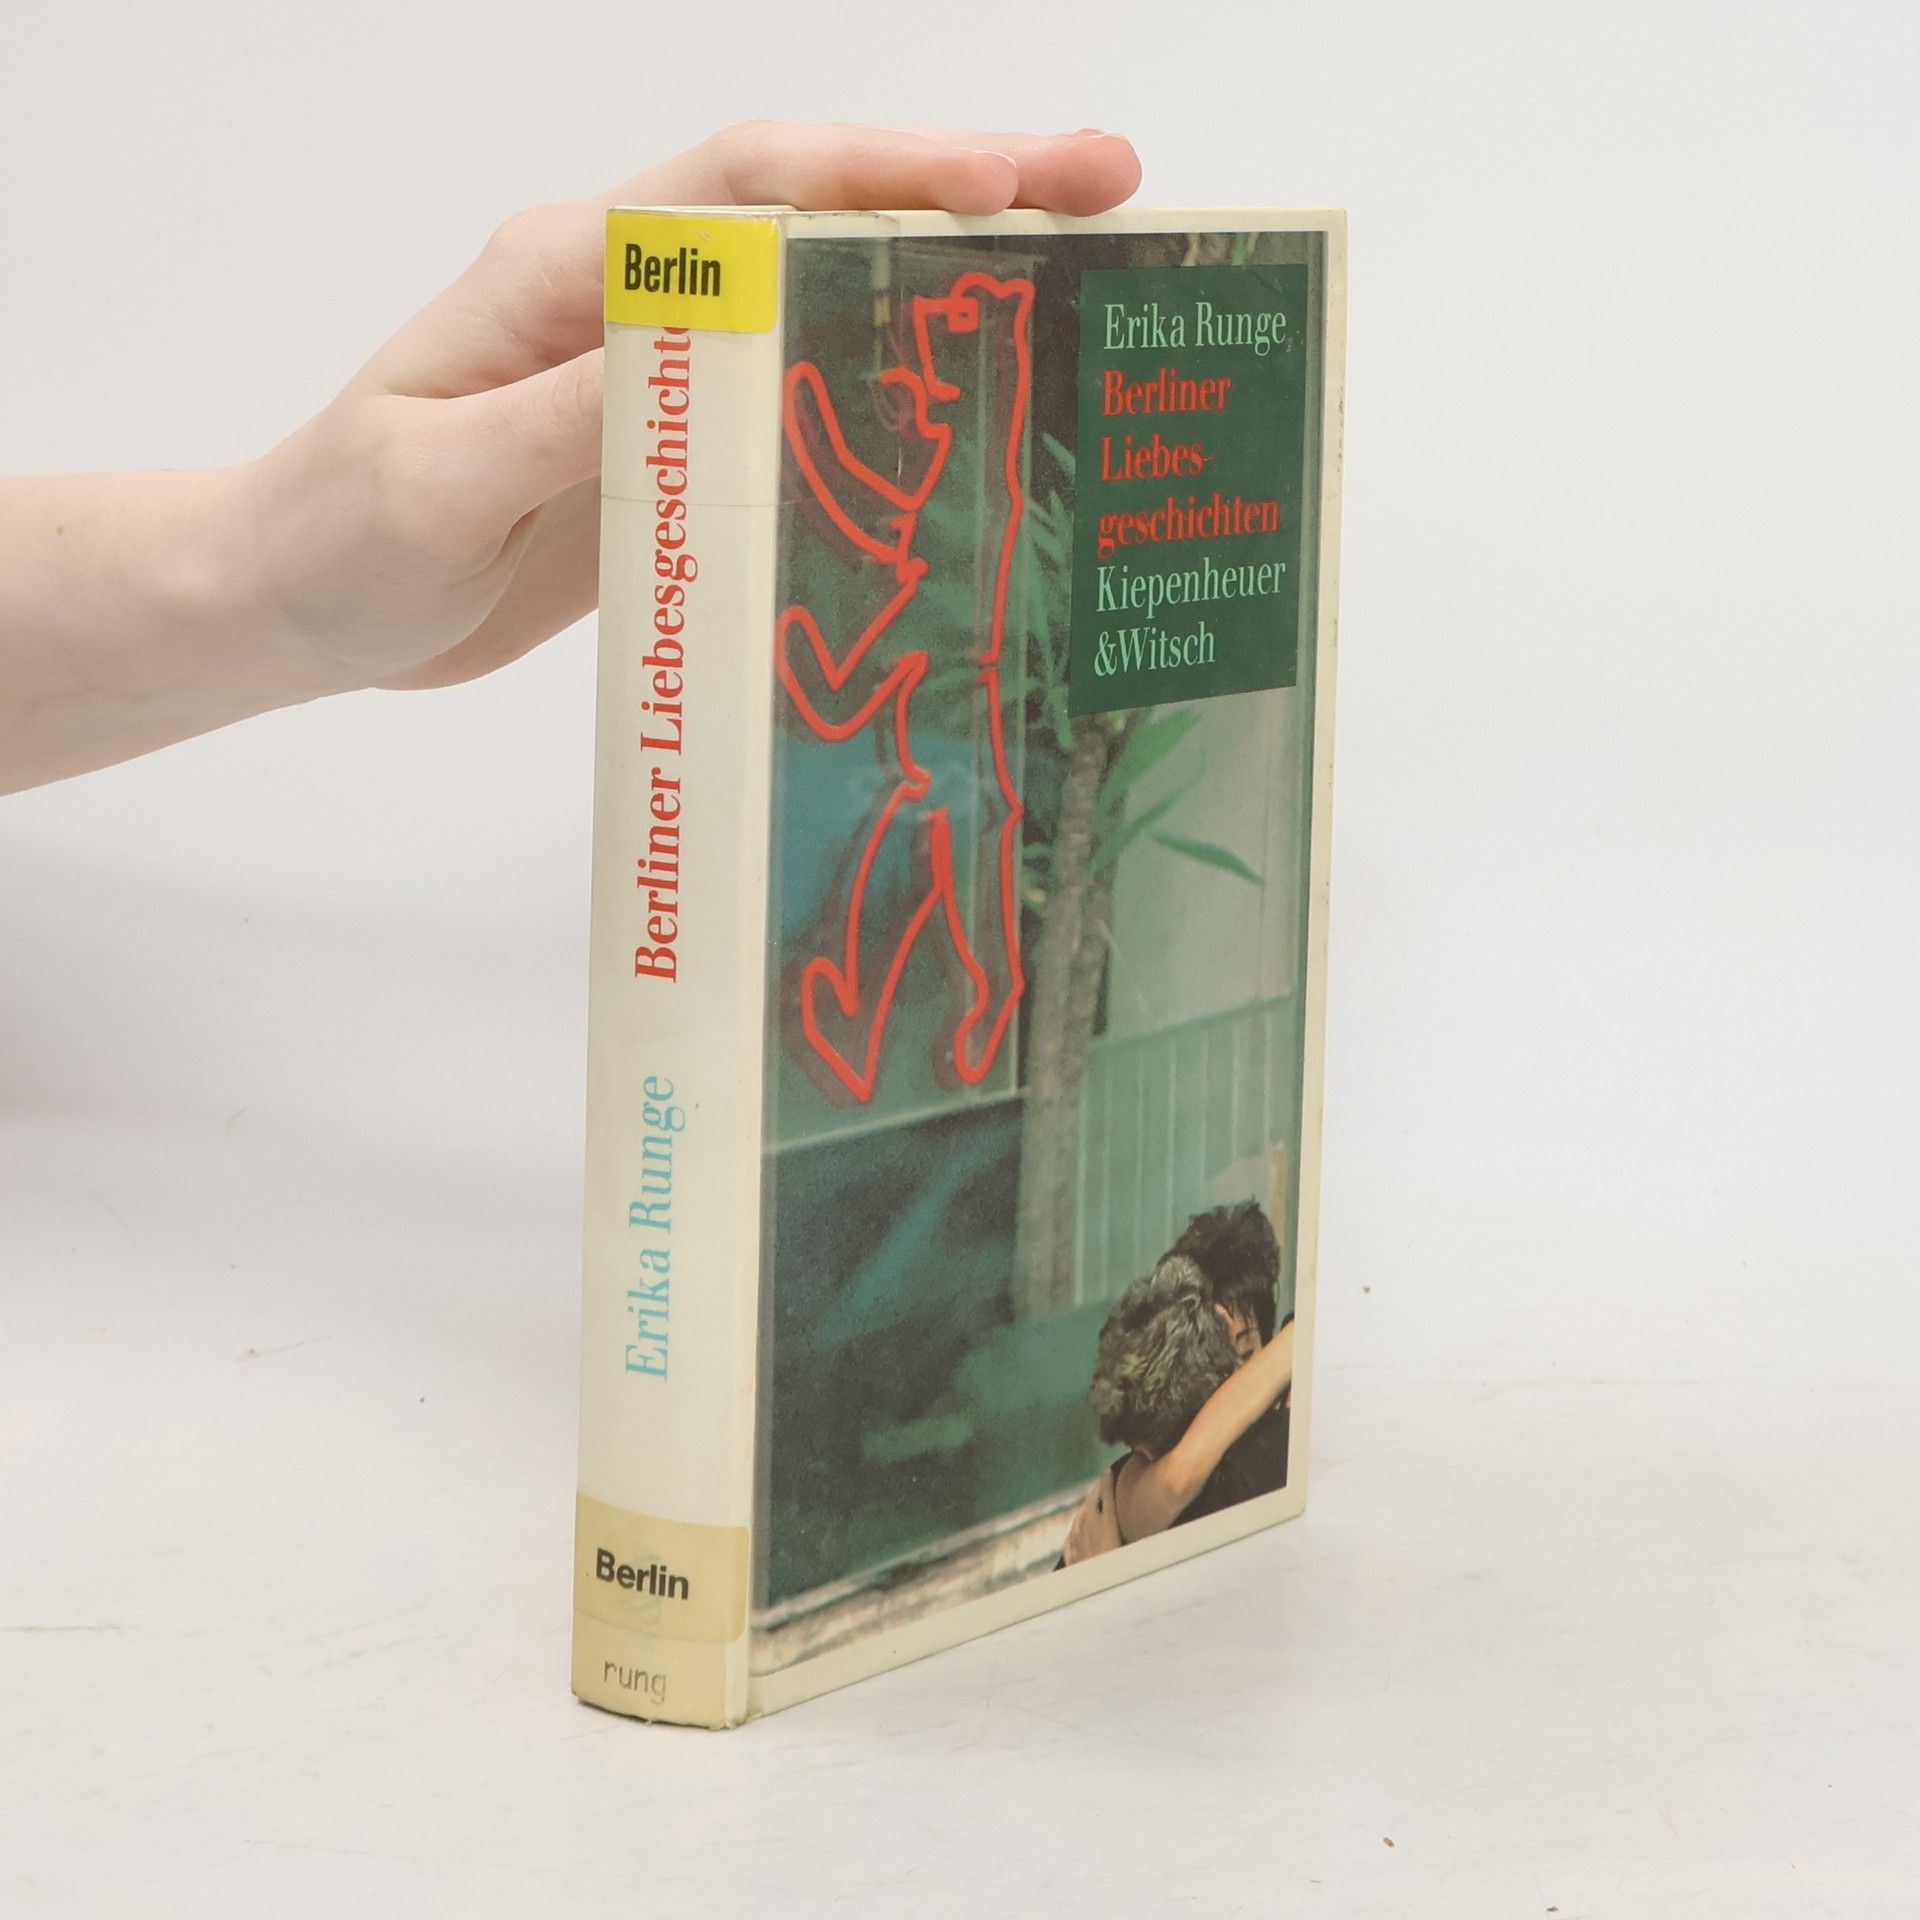 Berlin
Berliner Liebesgeschichte
Erika Runge
Berlin
rung
Erika Runge
Berliner
Liebes-
geschichten
Kiepenheuer
&Witsch